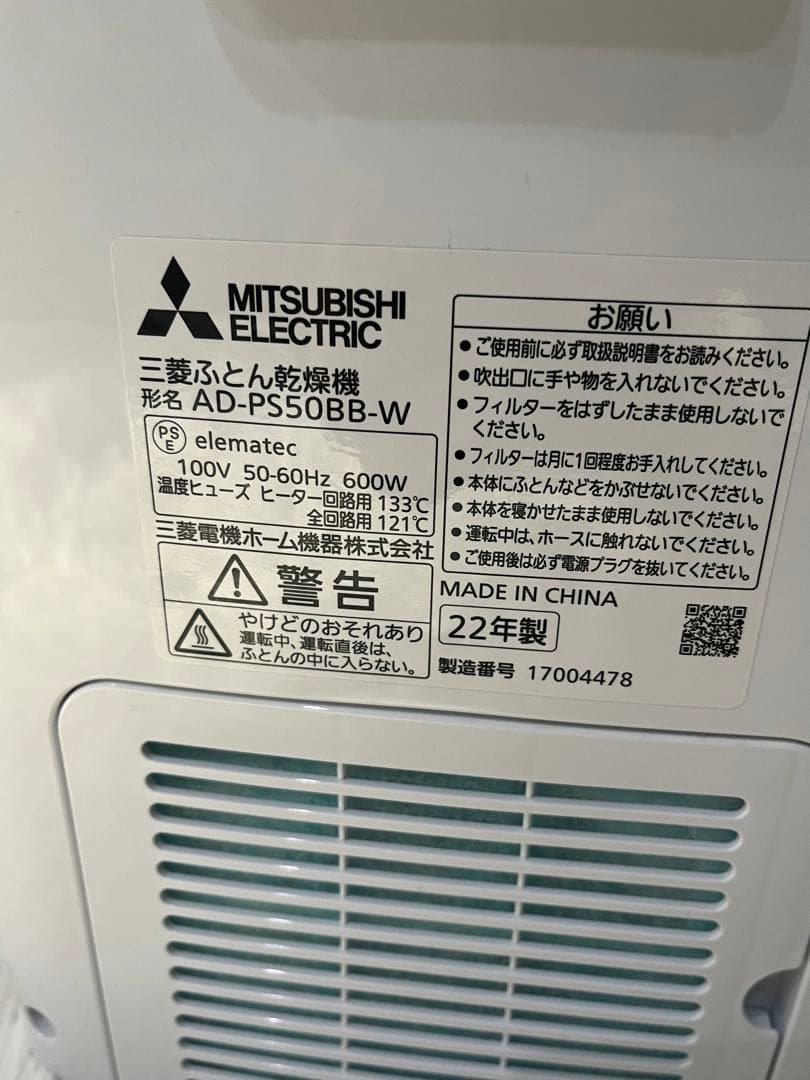 MITSUBISHI
ELECTRIC
三菱ふとん乾燥機
形名 AD-PS50BB-W
PS
E
elematec
100V 50-60Hz 600W
温度ヒューズ ヒーター回路用 133℃
全回路用 121℃
三菱電機ホーム機器株式会社
警告
やけどのおそれあり
運転中、運転直後は、
ふとんの中に入らない。
お願い
●ご使用前に必ず取扱説明書をお読みください。
●吹出口に手や物を入れないでください。
●フィルターをはずしたまま使用しないで
ください。
●フィルターは月に1回程度お手入れしてください。
●本体にふとんなどをかぶせないでください。
●本体を寝かせたまま使用しないでください。
●運転中は、ホースに触れないでください。
●ご使用後は必ず電源プラグを抜いてください。
MADE IN CHINA
22年製
製造番号 17004478